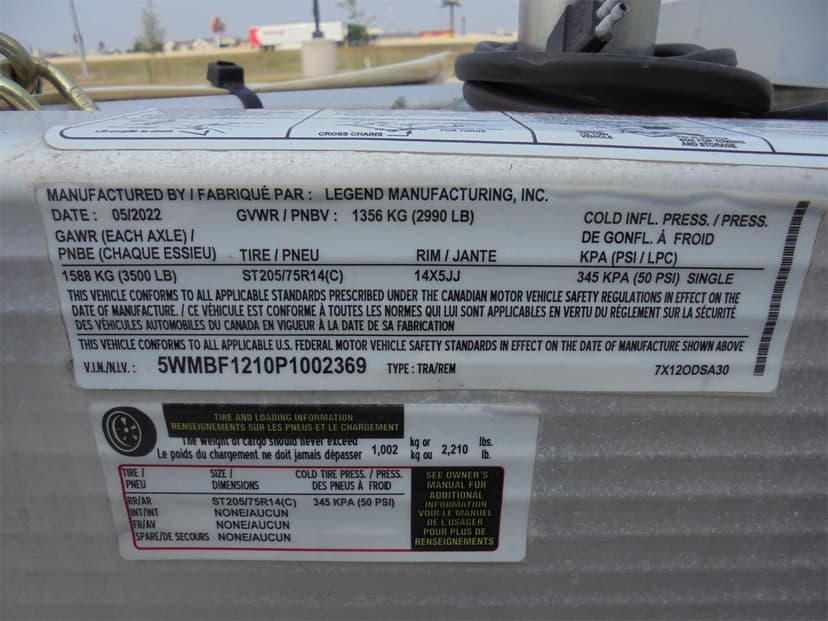 CROSS CHAINS
FOR TORUS
VEHICLE
BOX FOR TOWING
AND STORAGE
MANUFACTURED BY / FABRIQUÉ PAR : LEGEND MANUFACTURING, INC.
DATE : 05/2022 GVWR / PNBV : 1356 KG (2990 LB) COLD INFL. PRESS. / PRESS.
GAWR (EACH AXLE) / DE GONFL. À FROID
PNBE (CHAQUE ESSIEU) TIRE / PNEU RIM / JANTE KPA (PSI / LPC)
1588 KG (3500 LB) ST205/75R14(C) 14X5JJ 345 KPA (50 PSI) SINGLE
THIS VEHICLE CONFORMS TO ALL APPLICABLE STANDARDS PRESCRIBED UNDER THE CANADIAN MOTOR VEHICLE SAFETY REGULATIONS IN EFFECT ON THE
DATE OF MANUFACTURE. / CE VÉHICULE EST CONFORME À TOUTES LES NORMES QUI LUI SONT APPLICABLES EN VERTU DU RÈGLEMENT SUR LA SÉCURITÉ
DES VÉHICULES AUTOMOBILES DU CANADA EN VIGUEUR À LA DATE DE SA FABRICATION
THIS VEHICLE CONFORMS TO ALL APPLICABLE U.S. FEDERAL MOTOR VEHICLE SAFETY STANDARDS IN EFFECT ON THE DATE OF MANUFACTURE SHOWN ABOVE
V.I.N./N.I.V. : 5WMBF1210P1002369 TYPE : TRA/REM 7X12ODSA30
TIRE AND LOADING INFORMATION
RENSEIGNEMENTS SUR LES PNEUS ET LE CHARGEMENT
The weight of cargo should never exceed 1,002 kg or 2,210 lbs.
Le poids du chargement ne doit jamais dépasser kg ou lb.
TIRE / SIZE / COLD TIRE PRESS. / PRESS.
PNEU DIMENSIONS DES PNEUS À FROID
RR/AR ST205/75R14(C) 345 KPA (50 PSI)
INT/INT NONE/AUCUN
FR/AV NONE/AUCUN
SPARE/DE SECOURS NONE/AUCUN
SEE OWNER'S
MANUAL FOR
ADDITIONAL
INFORMATION
VOIR LE MANUEL
DE L'USAGER
POUR PLUS DE
RENSEIGNEMENTS